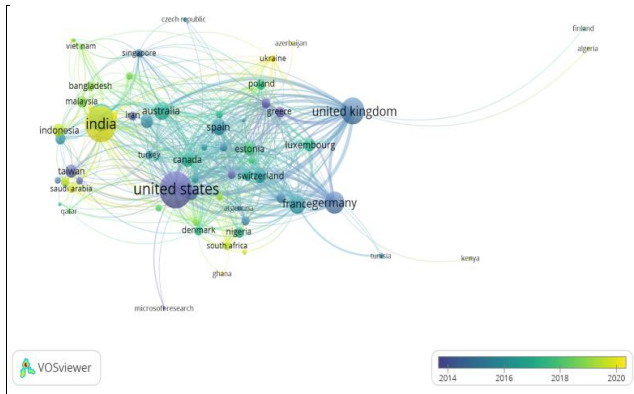 czech republic
finland
viet nam
azerbaijan
algeria
singapore
ukraine
bangladesh
poland
malaysia
iran
australia
greece
united kingdom
india
spain
indonesia
estonia
luxembourg
turkey
canada
taiwan
switzerland
saudi arabia
united states
france
germany
qatar
denmark
nigeria
south africa
tunisia
kenya
ghana
microsoft research
VOSviewer
2014 2016 2018 2020